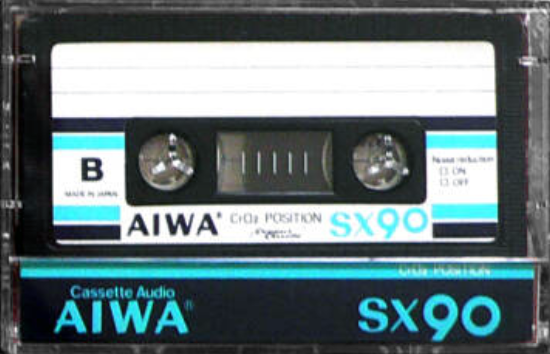 B
MADE IN JAPAN
Noise reduction
ON
OFF
AIWA® CrO2 POSITION SX90
CrO2 POSITION
Cassette Audio
AIWA® SX90